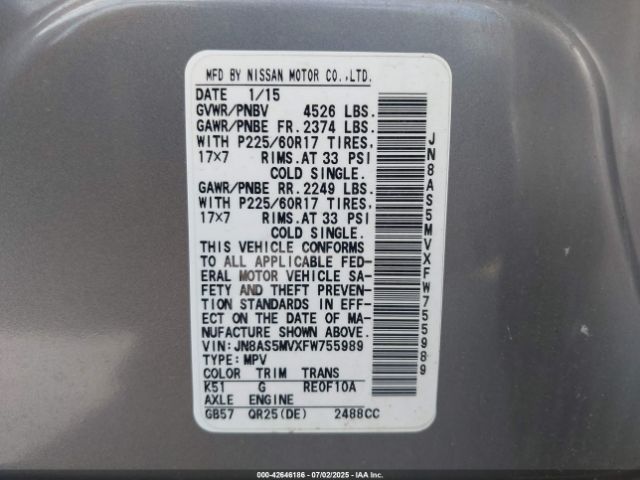 MFD BY NISSAN MOTOR CO.,LTD.
DATE 1/15
GVWR/PNBV 4526 LBS.
GAWR/PNBE FR. 2374 LBS.
WITH P225/60R17 TIRES.
17×7 RIMS.AT 33 PSI
COLD SINGLE.
GAWR/PNBE RR. 2249 LBS.
WITH P225/60R17 TIRES.
17×7 RIMS.AT 33 PSI
COLD SINGLE.
THIS VEHICLE CONFORMS
TO ALL APPLICABLE FED-
ERAL MOTOR VEHICLE SA-
FETY AND THEFT PREVEN-
TION STANDARDS IN EFF-
ECT ON THE DATE OF MA-
NUFACTURE SHOWN ABOVE.
VIN:JN8AS5MVXFW755989
TYPE:MPV
COLOR TRIM TRANS
K51 G RE0F10A
AXLE ENGINE
GB57 QR25(DE) 2488CC
JN8AS5MVXFW755989
000-42646186 - 07/02/2025 - IAA Inc. - Copart LLC